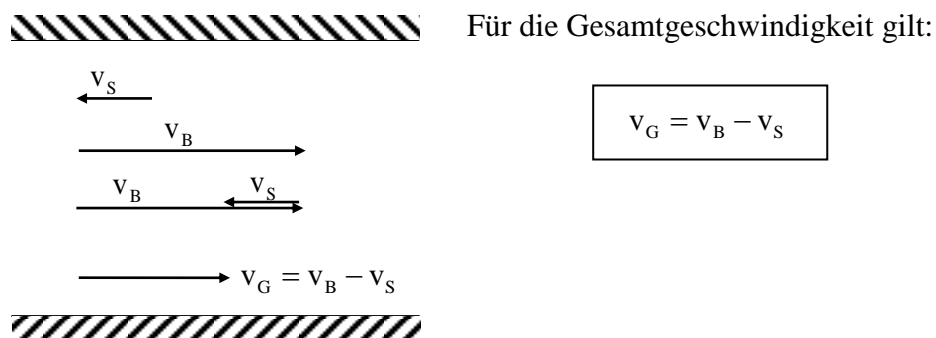 Für die Gesamtgeschwindigkeit gilt:
v_S
v_G = v_B − v_S
v_B
v_B v_S
v_G = v_B − v_S